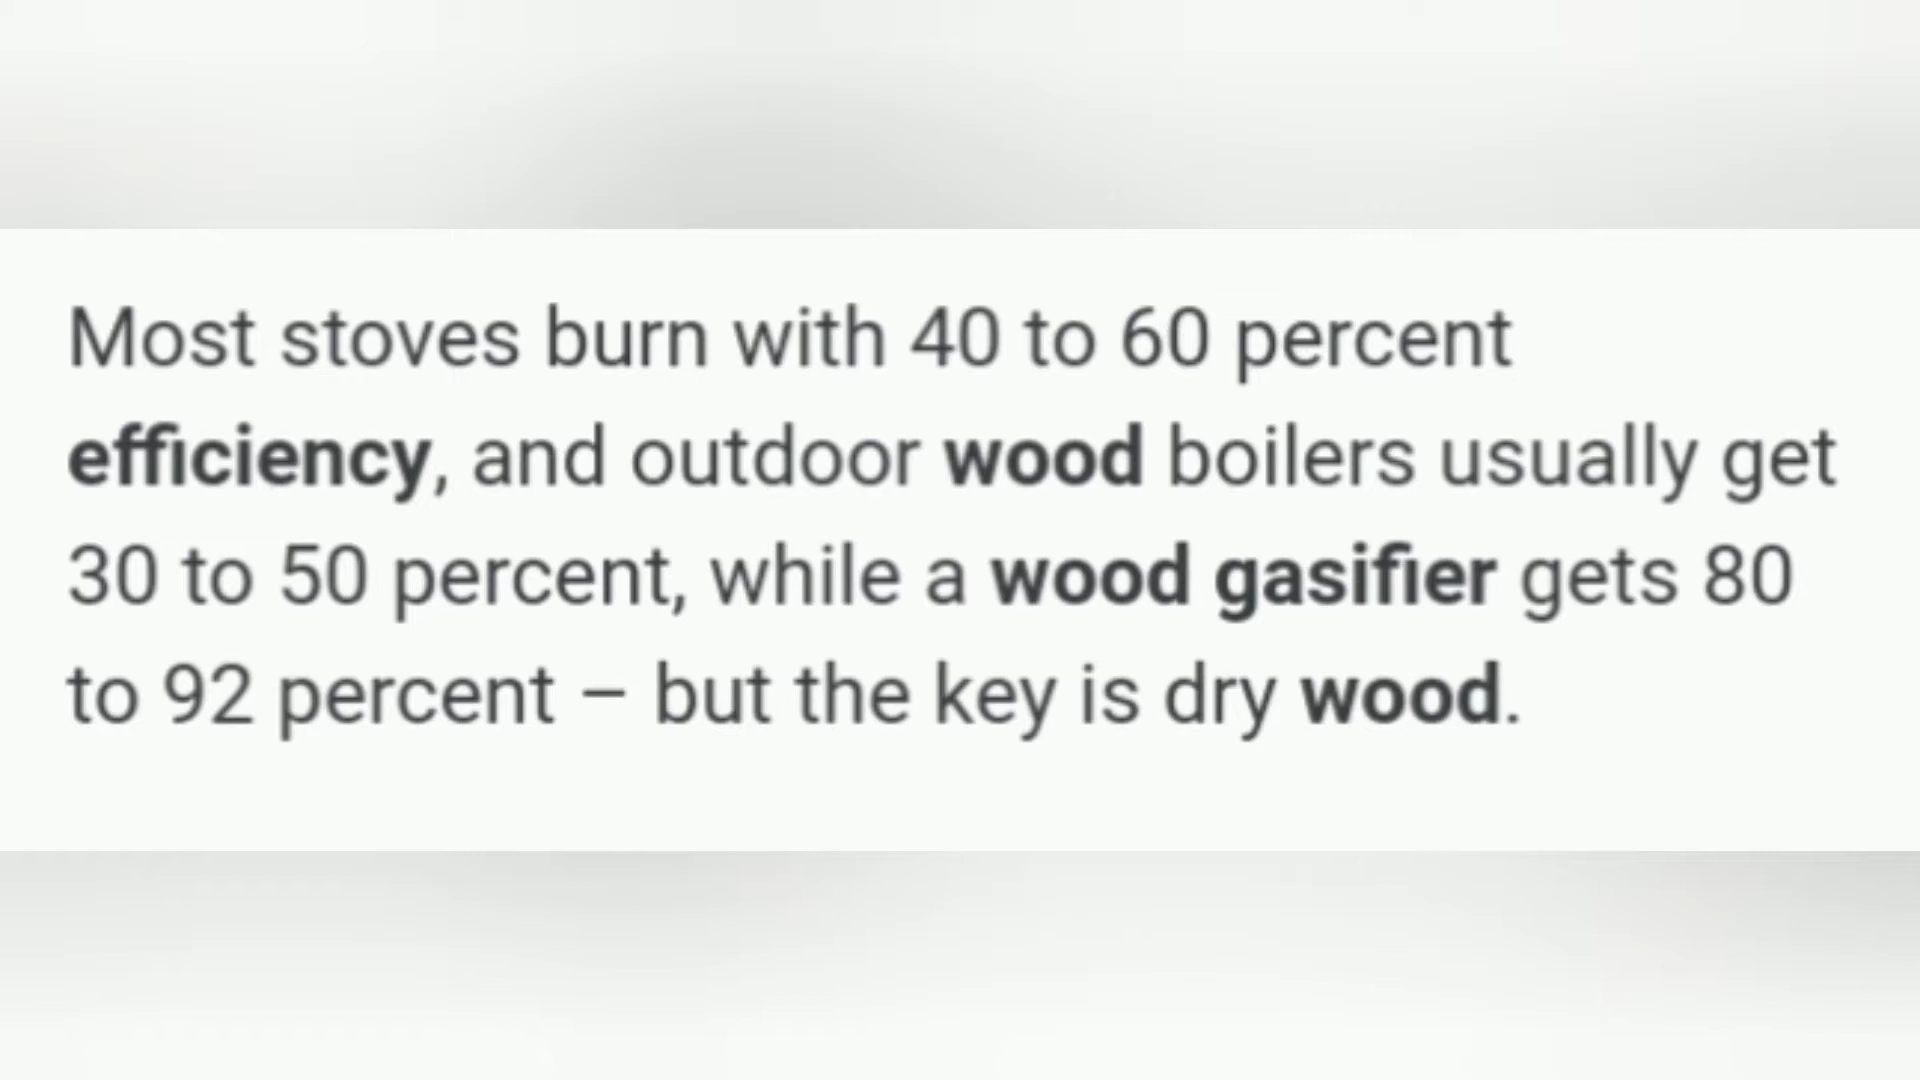 Most stoves burn with 40 to 60 percent
efficiency, and outdoor wood boilers usually get
30 to 50 percent, while a wood gasifier gets 80
to 92 percent – but the key is dry wood.